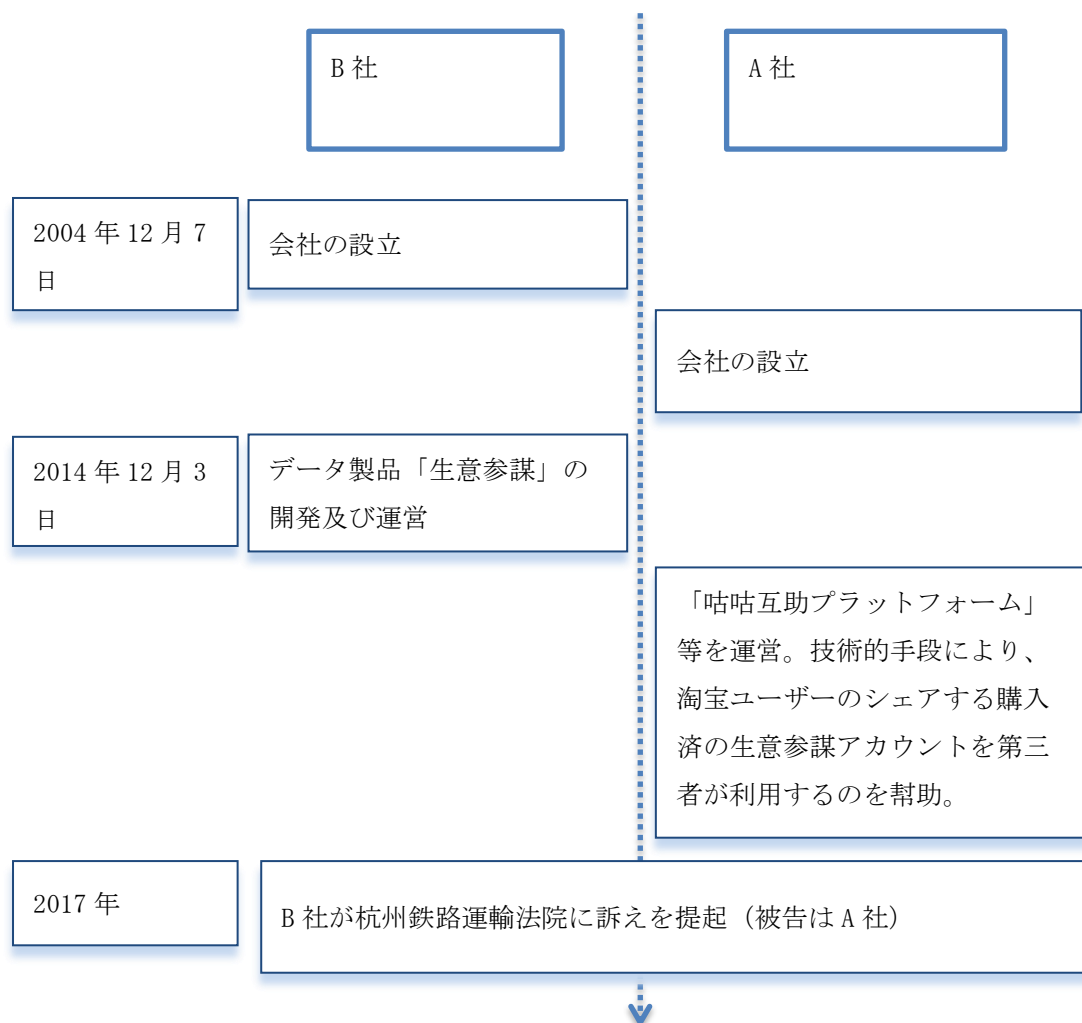 B 社
A 社
2004 年 12 月 7
日
会社の設立
会社の設立
2014 年 12 月 3
日
データ製品「生意参謀」の
開発及び運営
「咕咕互助プラットフォーム」
等を運営。技術的手段により、
淘宝ユーザーのシェアする購入
済の生意参謀アカウントを第三
者が利用するのを幇助。
2017 年
B 社が杭州鉄路運輸法院に訴えを提起（被告は A 社）